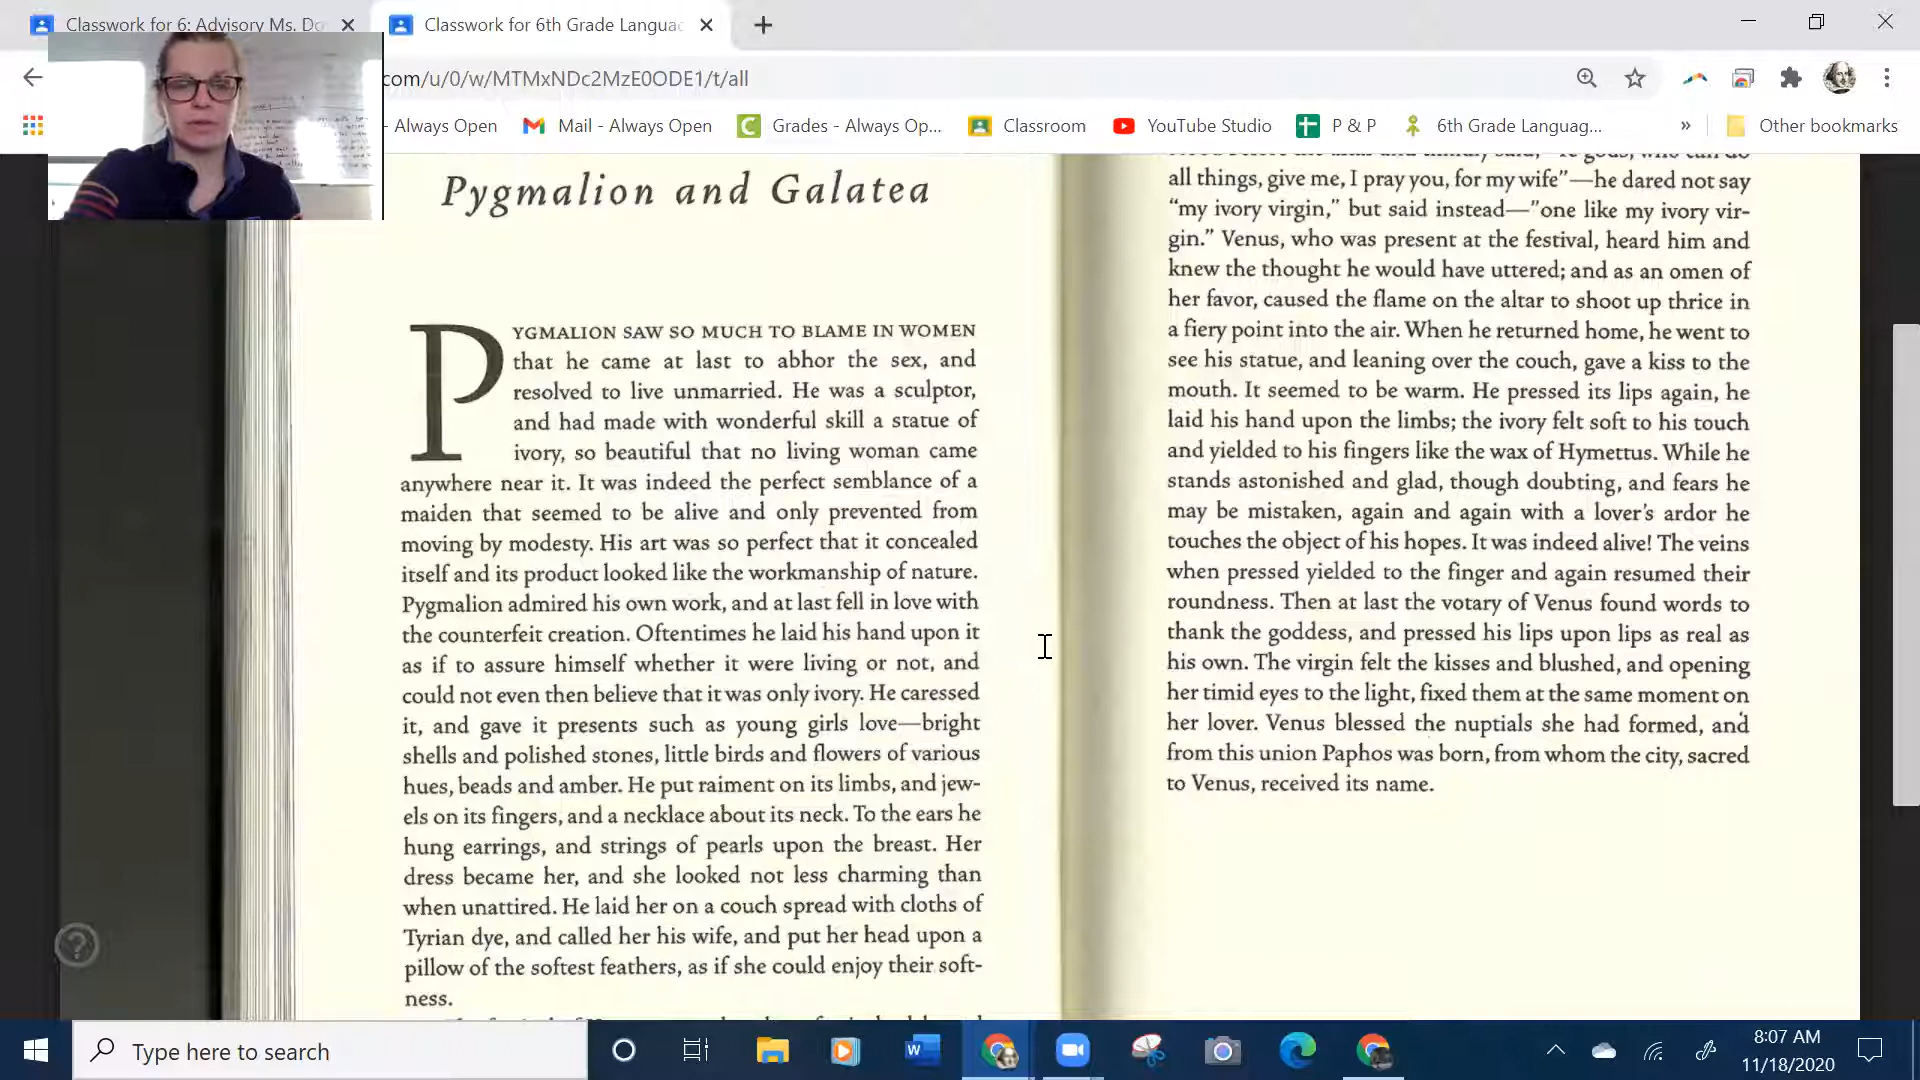 Classwork for 6: Advisory Ms. Do
Classwork for 6th Grade Languac
com/u/0/w/MTMxNDc2MzE0ODE1/t/all
- Always Open
Mail - Always Open
Grades - Always Op...
Classroom
YouTube Studio
P & P
6th Grade Languag...
»
Other bookmarks
Pygmalion and Galatea
PYGMALION SAW SO MUCH TO BLAME IN WOMEN
that he came at last to abhor the sex, and
resolved to live unmarried. He was a sculptor,
and had made with wonderful skill a statue of
ivory, so beautiful that no living woman came
anywhere near it. It was indeed the perfect semblance of a
maiden that seemed to be alive and only prevented from
moving by modesty. His art was so perfect that it concealed
itself and its product looked like the workmanship of nature.
Pygmalion admired his own work, and at last fell in love with
the counterfeit creation. Oftentimes he laid his hand upon it
as if to assure himself whether it were living or not, and
could not even then believe that it was only ivory. He caressed
it, and gave it presents such as young girls love—bright
shells and polished stones, little birds and flowers of various
hues, beads and amber. He put raiment on its limbs, and jew-
els on its fingers, and a necklace about its neck. To the ears he
hung earrings, and strings of pearls upon the breast. Her
dress became her, and she looked not less charming than
when unattired. He laid her on a couch spread with cloths of
Tyrian dye, and called her his wife, and put her head upon a
pillow of the softest feathers, as if she could enjoy their soft-
ness.
all things, give me, I pray you, for my wife"—he dared not say
"my ivory virgin," but said instead—"one like my ivory vir-
gin." Venus, who was present at the festival, heard him and
knew the thought he would have uttered; and as an omen of
her favor, caused the flame on the altar to shoot up thrice in
a fiery point into the air. When he returned home, he went to
see his statue, and leaning over the couch, gave a kiss to the
mouth. It seemed to be warm. He pressed its lips again, he
laid his hand upon the limbs; the ivory felt soft to his touch
and yielded to his fingers like the wax of Hymettus. While he
stands astonished and glad, though doubting, and fears he
may be mistaken, again and again with a lover's ardor he
touches the object of his hopes. It was indeed alive! The veins
when pressed yielded to the finger and again resumed their
roundness. Then at last the votary of Venus found words to
thank the goddess, and pressed his lips upon lips as real as
his own. The virgin felt the kisses and blushed, and opening
her timid eyes to the light, fixed them at the same moment on
her lover. Venus blessed the nuptials she had formed, and
from this union Paphos was born, from whom the city, sacred
to Venus, received its name.
?
Type here to search
8:07 AM
11/18/2020